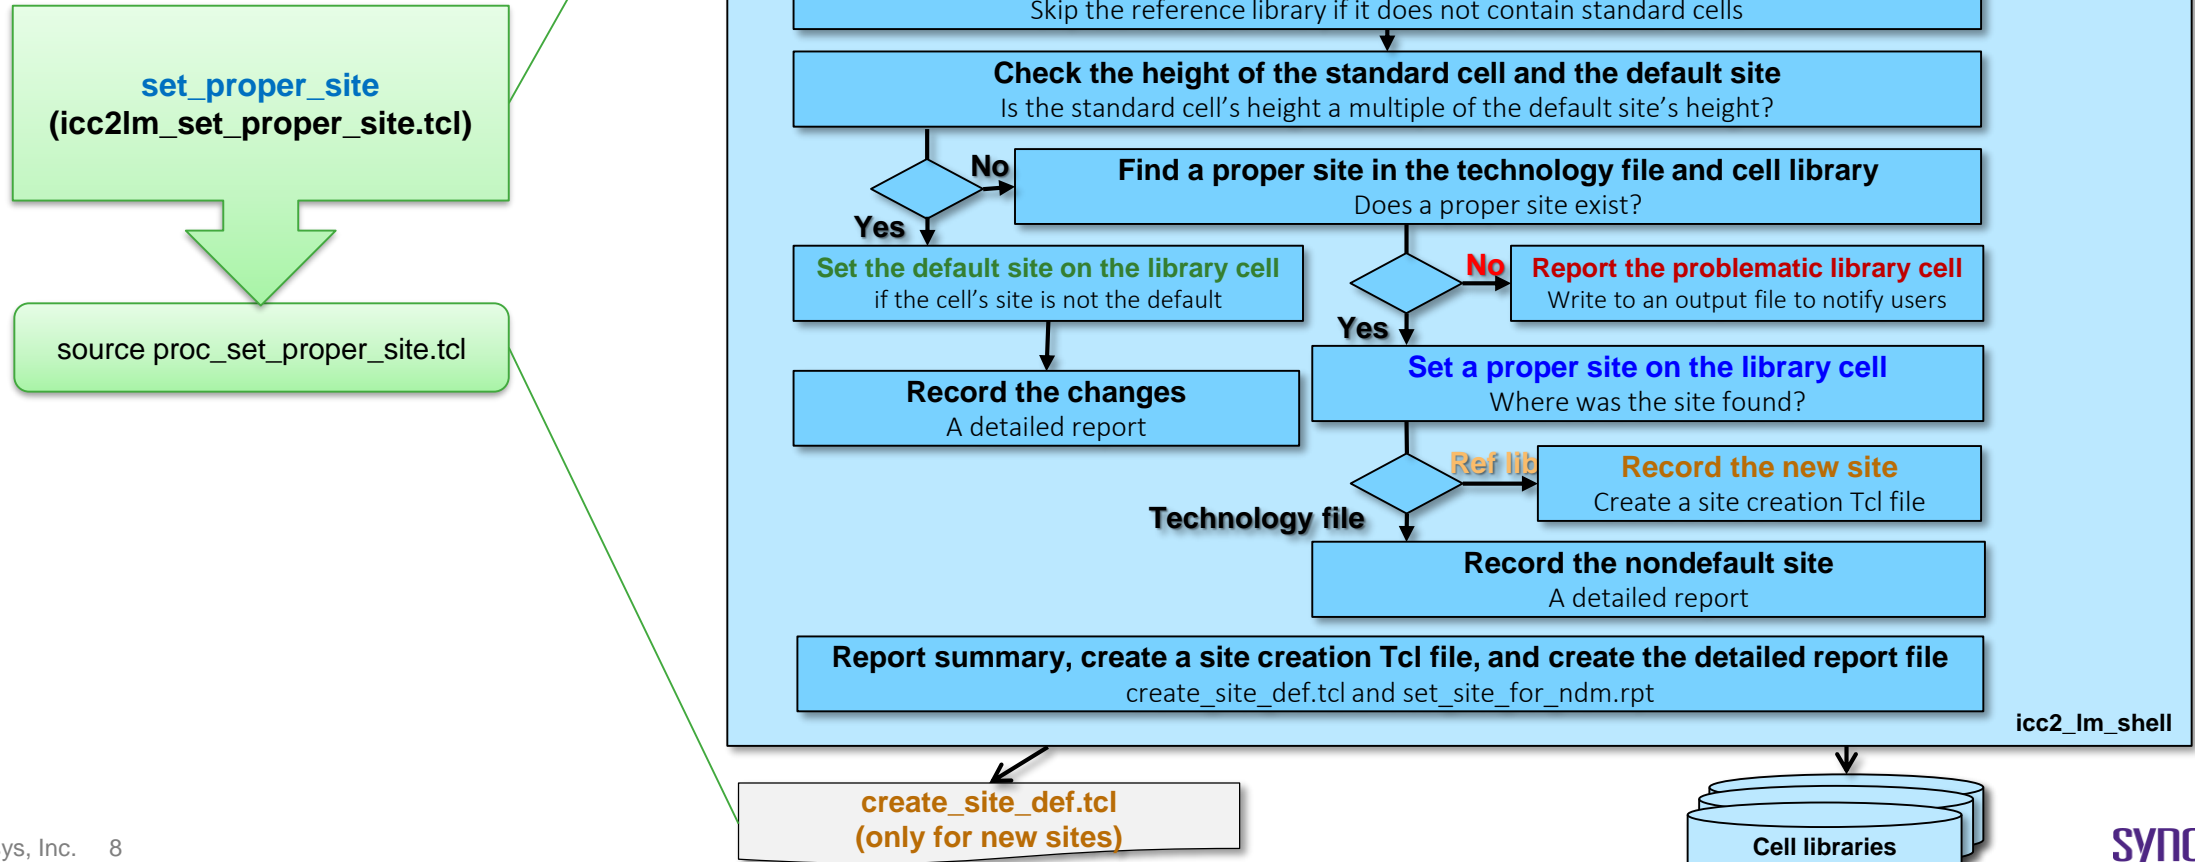 Skip the reference library if it does not contain standard cells
set_proper_site
(icc2lm_set_proper_site.tcl)
Check the height of the standard cell and the default site
Is the standard cell's height a multiple of the default site's height?
No
Find a proper site in the technology file and cell library
Does a proper site exist?
Yes
Set the default site on the library cell
if the cell's site is not the default
No
Report the problematic library cell
Write to an output file to notify users
source proc_set_proper_site.tcl
Yes
Set a proper site on the library cell
Where was the site found?
Record the changes
A detailed report
Ref lib
Record the new site
Create a site creation Tcl file
Technology file
Record the nondefault site
A detailed report
Report summary, create a site creation Tcl file, and create the detailed report file
create_site_def.tcl and set_site_for_ndm.rpt
icc2_lm_shell
create_site_def.tcl
(only for new sites)
Cell libraries
sys, Inc. 8